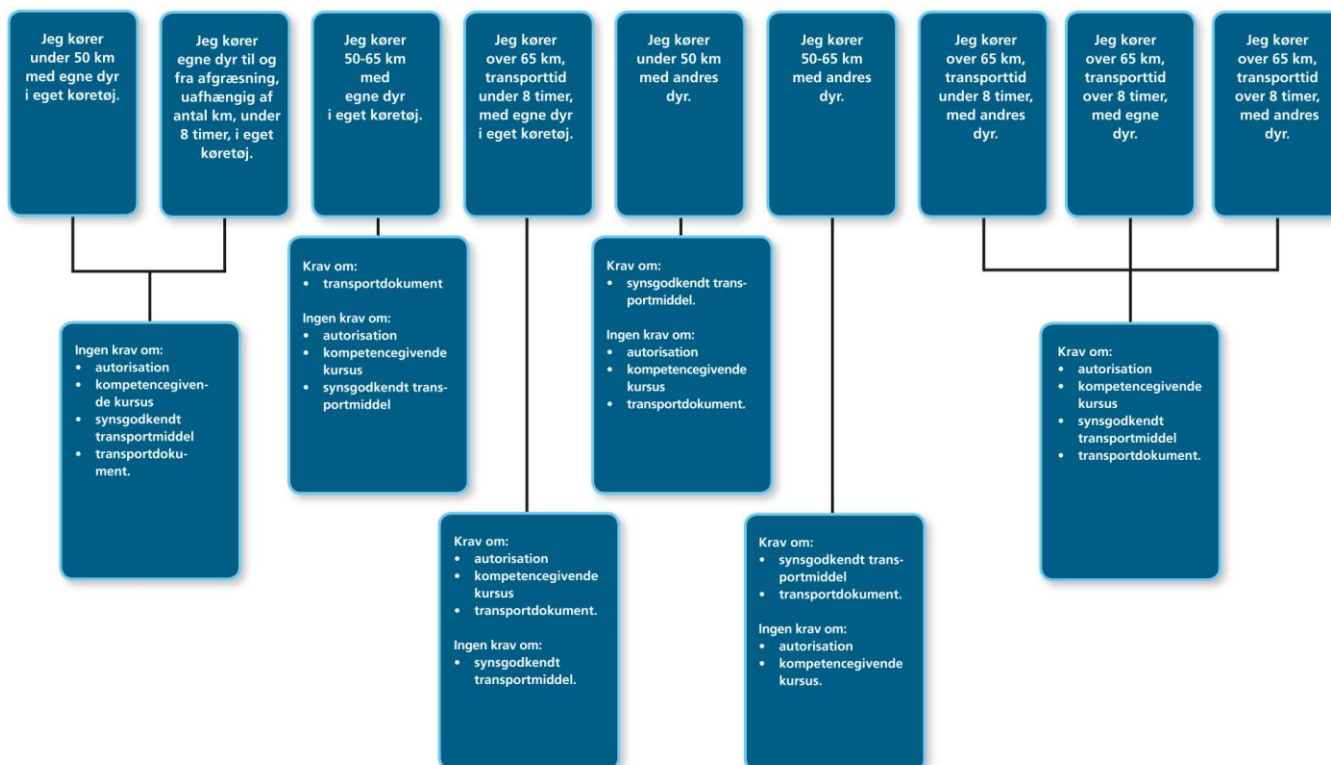 Jeg kører
under 50 km
med egne dyr
i eget køretøj.
Jeg kører
egne dyr til og
fra afgræsning,
uafhængig af
antal km, under
8 timer, i eget
køretøj.
Jeg kører
50-65 km
med
egne dyr
i eget køretøj.
Jeg kører
over 65 km,
transporttid
under 8 timer,
med egne dyr
i eget køretøj.
Jeg kører
under 50 km
med andres
dyr.
Jeg kører
50-65 km
med andres
dyr.
Jeg kører
over 65 km,
transporttid
under 8 timer,
med andres
dyr.
Jeg kører
over 65 km,
transporttid
over 8 timer,
med egne
dyr.
Jeg kører
over 65 km,
transporttid
over 8 timer,
med andres
dyr.
Ingen krav om:
• autorisation
• kompetencegiven-
de kursus
• synsgodkendt
transportmiddel
• transportdoku-
ment.
Krav om:
• transportdokument
Ingen krav om:
• autorisation
• kompetencegivende
kursus
• synsgodkendt trans-
portmiddel
Krav om:
• autorisation
• kompetencegivende
kursus
• transportdokument.
Ingen krav om:
• synsgodkendt
transportmiddel.
Krav om:
• synsgodkendt trans-
portmiddel.
Ingen krav om:
• autorisation
• kompetencegivende
kursus
• transportdokument.
Krav om:
• synsgodkendt trans-
portmiddel
• transportdokument.
Ingen krav om:
• autorisation
• kompetencegivende
kursus.
Krav om:
• autorisation
• kompetencegivende
kursus
• synsgodkendt
transportmiddel
• transportdokument.